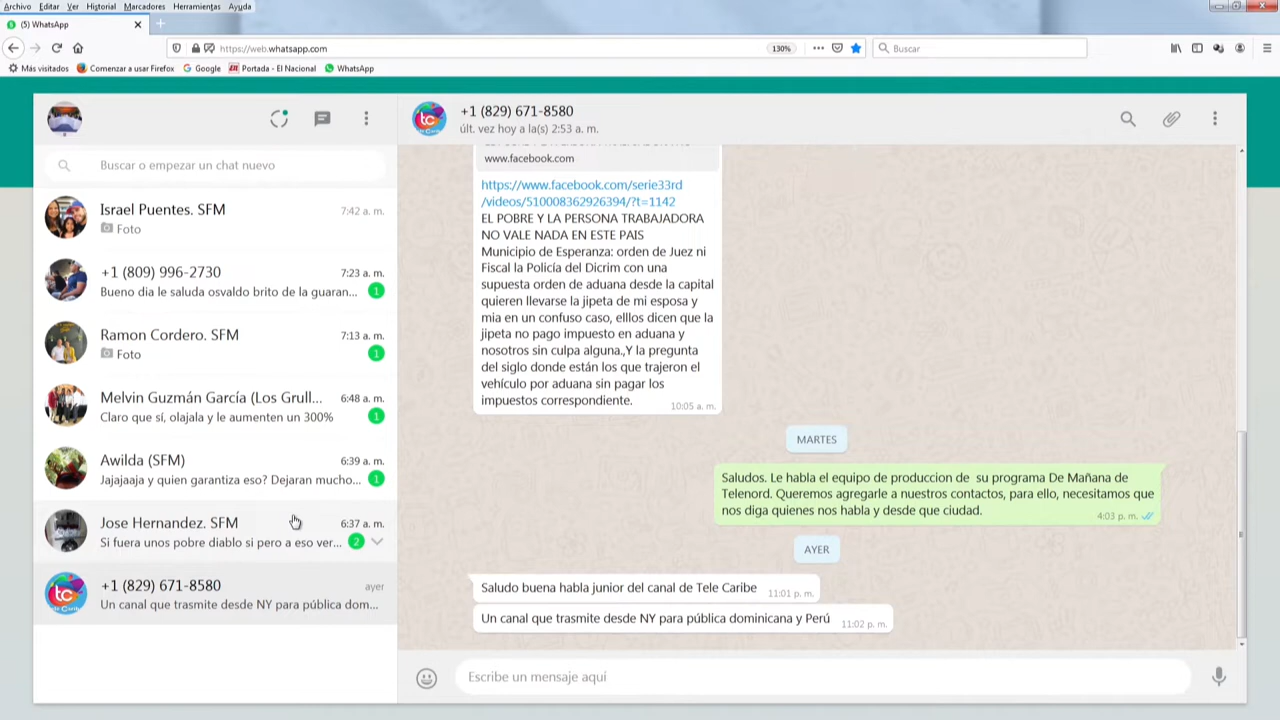 Archivo Editar Ver Historial Marcadores Herramientas Ayuda
(5) WhatsApp
https://web.whatsapp.com
130%
Buscar
Más visitados Comenzar a usar Firefox Google Portada - El Nacional WhatsApp
Buscar o empezar un chat nuevo
Israel Puentes. SFM 7:42 a. m.
Foto
+1 (809) 996-2730 7:23 a. m.
Bueno dia le saluda osvaldo brito de la guaran... 1
Ramon Cordero. SFM 7:13 a. m.
Foto 1
Melvin Guzmán García (Los Grull... 6:48 a. m.
Claro que sí, olajala y le aumenten un 300% 1
Awilda (SFM) 6:39 a. m.
Jajajaaja y quien garantiza eso? Dejaran mucho... 1
Jose Hernandez. SFM 6:37 a. m.
Si fuera unos pobre diablo si pero a eso ver... 2
+1 (829) 671-8580 ayer
Un canal que trasmite desde NY para pública dom...
tc
+1 (829) 671-8580
últ. vez hoy a la(s) 2:53 a. m.
www.facebook.com
https://www.facebook.com/serie33rd
/videos/510008362926394/?t=1142
EL POBRE Y LA PERSONA TRABAJADORA
NO VALE NADA EN ESTE PAIS
Municipio de Esperanza: orden de Juez ni
Fiscal la Policía del Dicrim con una
supuesta orden de aduana desde la capital
quieren llevarse la jipeta de mi esposa y
mia en un confuso caso, elllos dicen que la
jipeta no pago impuesto en aduana y
nosotros sin culpa alguna.,Y la pregunta
del siglo donde están los que trajeron el
vehículo por aduana sin pagar los
impuestos correspondiente.
10:05 a. m.
MARTES
Saludos. Le habla el equipo de produccion de su programa De Mañana de
Telenord. Queremos agregarle a nuestros contactos, para ello, necesitamos que
nos diga quienes nos habla y desde que ciudad.
4:03 p. m.
AYER
Saludo buena habla junior del canal de Tele Caribe 11:01 p. m.
Un canal que trasmite desde NY para pública dominicana y Perú 11:02 p. m.
Escribe un mensaje aquí